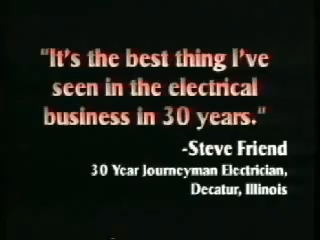 "It's the best thing I've
seen in the electrical
business in 30 years."
-Steve Friend
30 Year Journeyman Electrician,
Decatur, Illinois